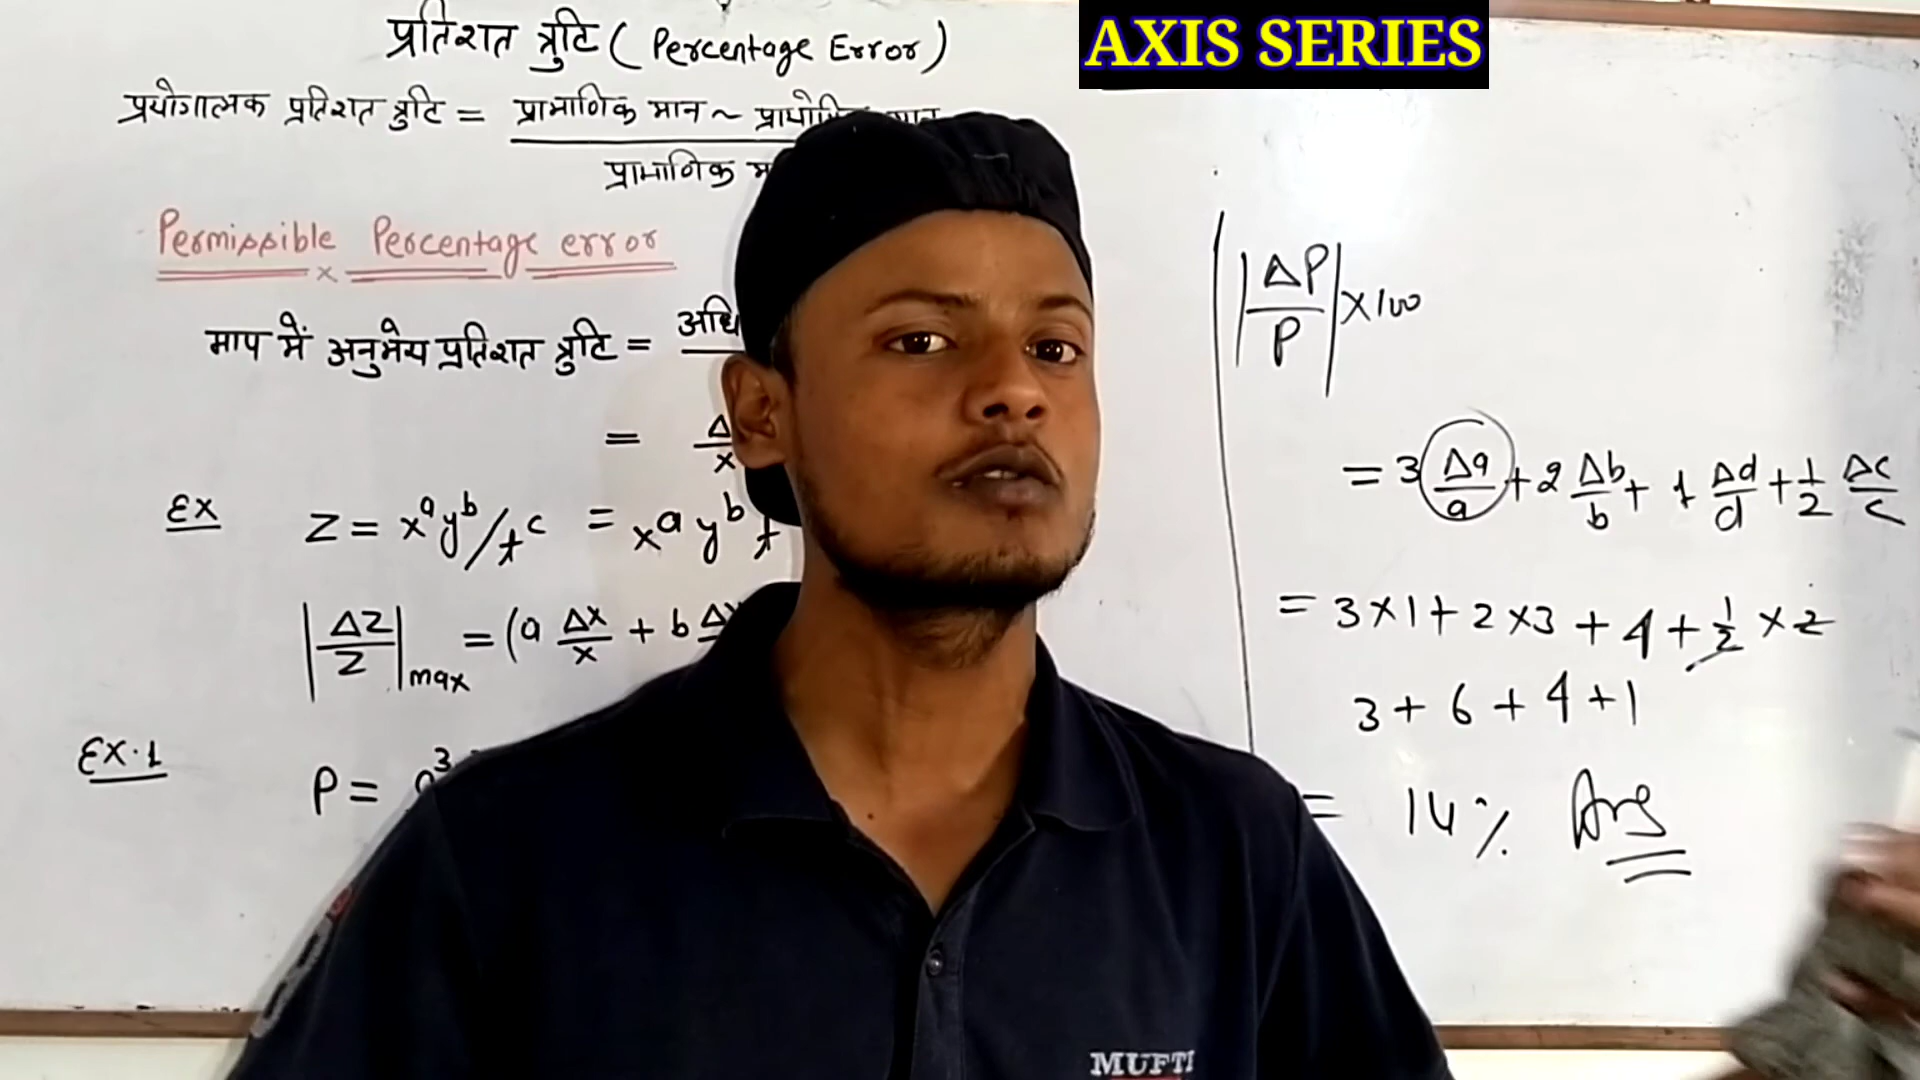 AXIS SERIES
प्रतिशत त्रुटि ( Percentage Error )
प्रयोगात्मक प्रतिशत त्रुटि = प्रामाणिक मान ~
प्रामाणिक
Permissible Percentage error
माप में अनुमेय प्रतिशत त्रुटि =
= Δ
x
Ex Z = x^a y^b / t^c = x^a y^b t
|ΔZ/Z|max = (a Δx/x + b
Ex.1 P =
|ΔP/P| × 100
= 3 Δa/a + 2 Δb/b + 1 Δd/d + 1/2 Δc/c
= 3 × 1 + 2 × 3 + 4 + 1/2 × 2
3 + 6 + 4 + 1
= 14 % Ans
MUFTI